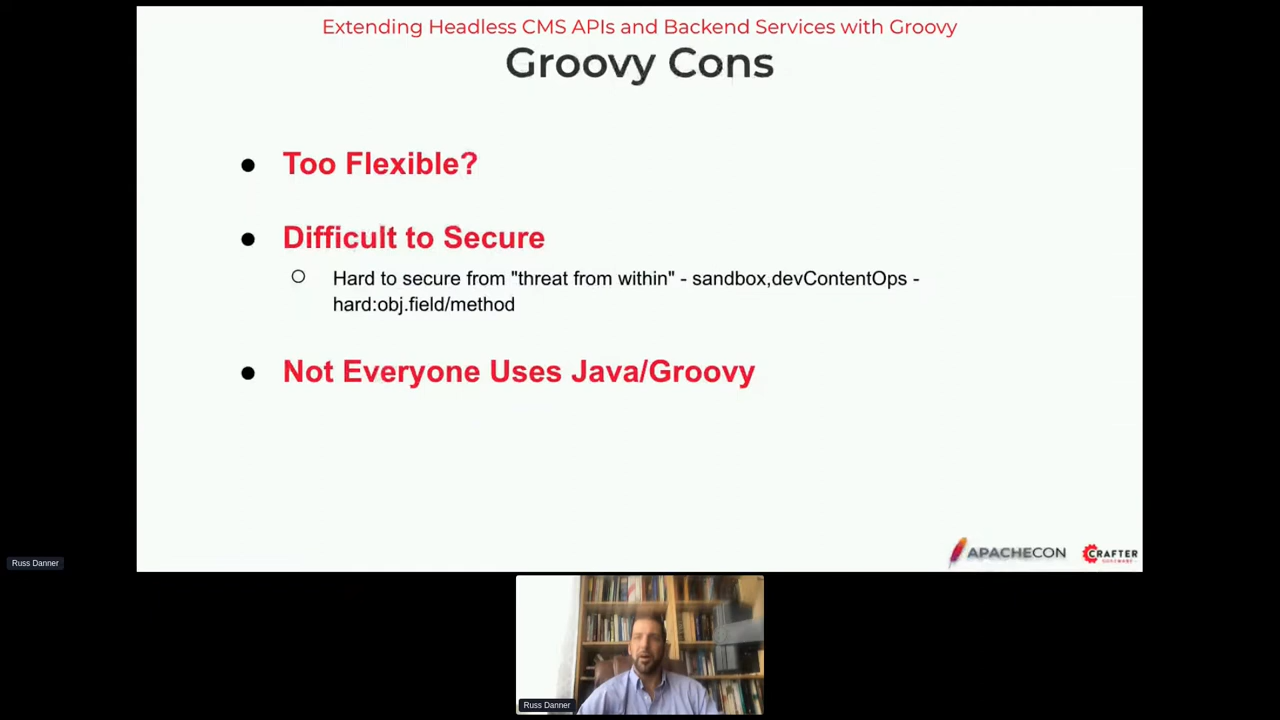 Extending Headless CMS APIs and Backend Services with Groovy
Groovy Cons
Too Flexible?
Difficult to Secure
Hard to secure from "threat from within" - sandbox,devContentOps -
hard:obj.field/method
Not Everyone Uses Java/Groovy
APACHECON
CRAFTER
SOFTWARE
Russ Danner
Russ Danner